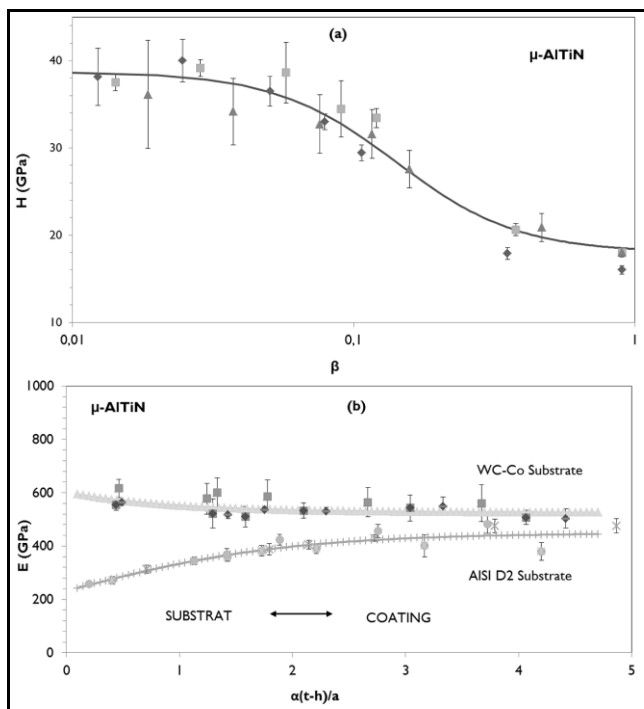 (a)
μ-AlTiN
40
30
20
10
H (GPa)
0,01
0,1
1
β
(b)
μ-AlTiN
1000
800
600
400
200
0
E (GPa)
WC-Co Substrate
AISI D2 Substrate
SUBSTRAT
COATING
0
1
2
3
4
5
α(t-h)/a